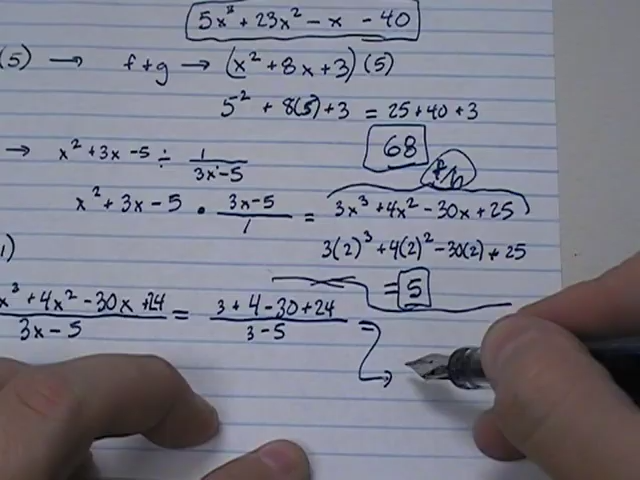 5x³ + 23x² - x - 40
(5) → f+g → (x² + 8x + 3)(5)
5² + 8(5) + 3 = 25 + 40 + 3
68
→ x² + 3x - 5 ÷ 1/(3x-5)
f/h
x² + 3x - 5 • (3x-5)/1 = 3x³ + 4x² - 30x + 25
1)
3(2)³ + 4(2)² - 30(2) + 25
= 5
x³ + 4x² - 30x + 24 = 3 + 4 - 30 + 24 =
3x - 5 3 - 5